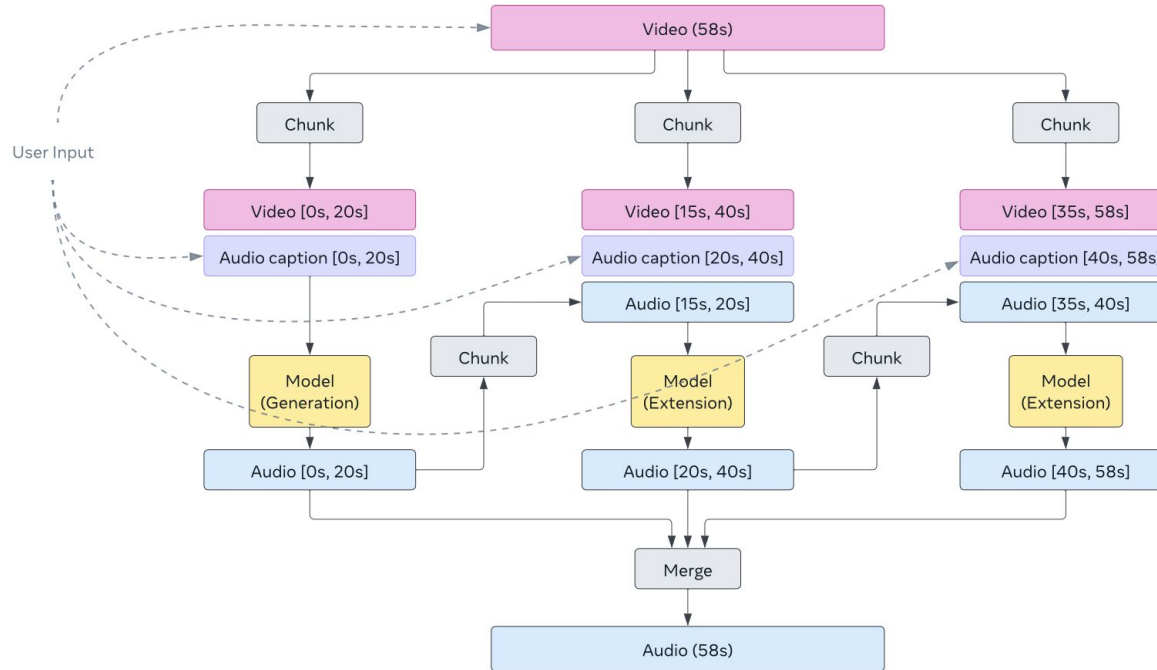 Video (58s)
Chunk
Chunk
Chunk
User Input
Video [0s, 20s]
Video [15s, 40s]
Video [35s, 58s]
Audio caption [0s, 20s]
Audio caption [20s, 40s]
Audio caption [40s, 58s]
Audio [15s, 20s]
Audio [35s, 40s]
Chunk
Chunk
Model
(Generation)
Model
(Extension)
Model
(Extension)
Audio [0s, 20s]
Audio [20s, 40s]
Audio [40s, 58s]
Merge
Audio (58s)